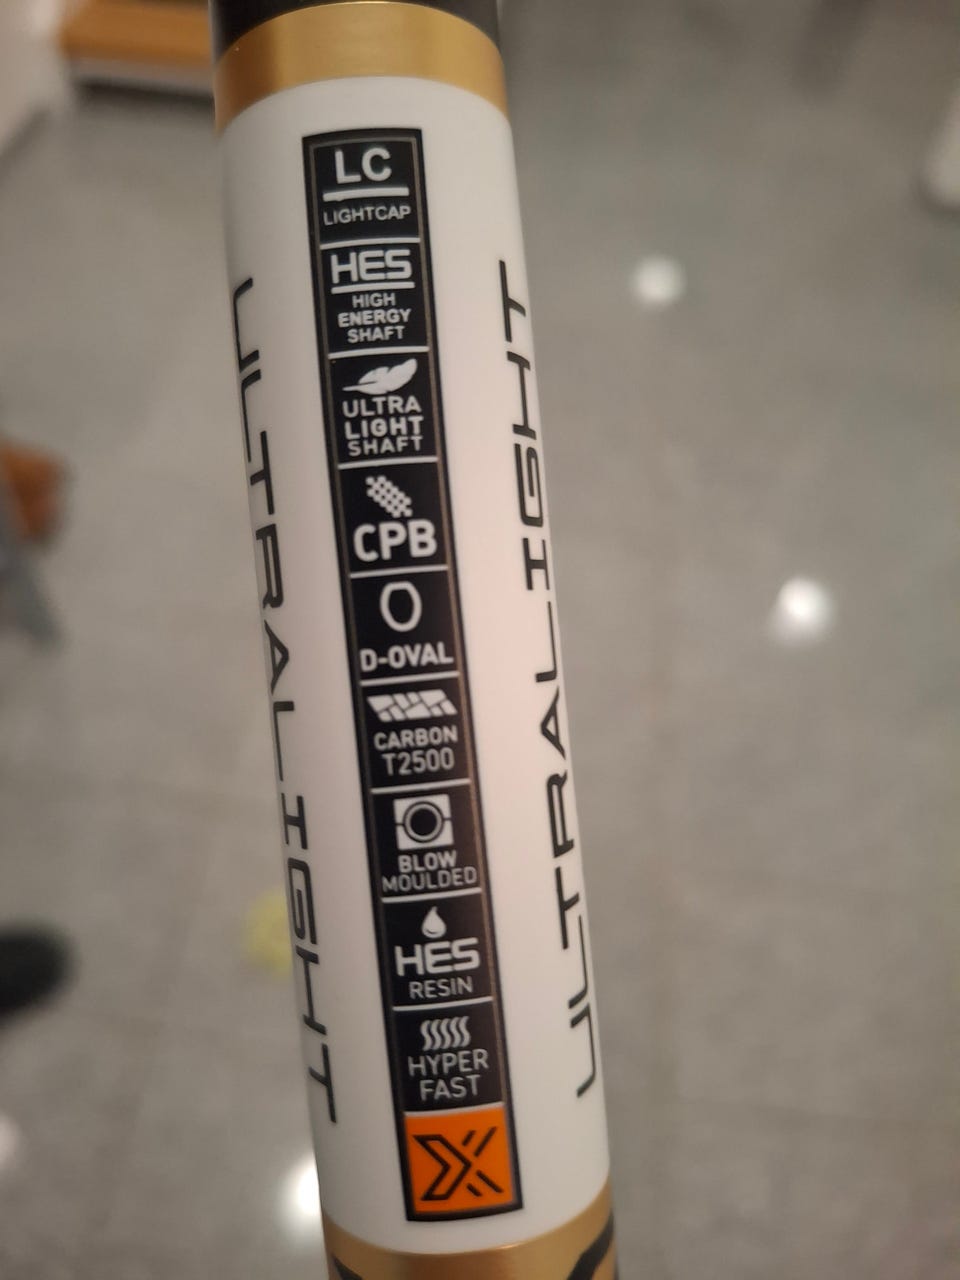 LC
LIGHTCAP
HES
HIGH
ENERGY
SHAFT
ULTRA
LIGHT
SHAFT
CPB
D-OVAL
CARBON
T2500
BLOW
MOULDED
HES
RESIN
HYPER
FAST
X
ULTRALIGHT
ULTRALIGHT